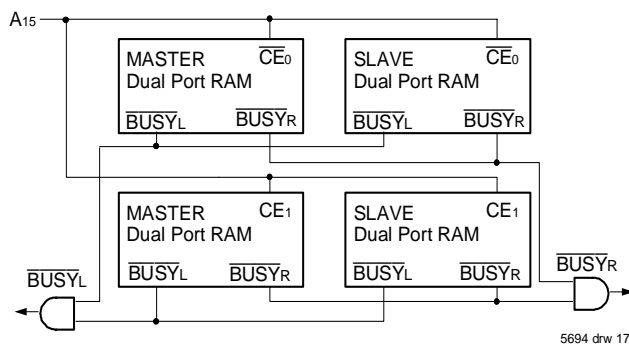 A15
MASTER
Dual Port RAM
CE0
BUSYL
BUSYR
SLAVE
Dual Port RAM
CE0
BUSYL
BUSYR
MASTER
Dual Port RAM
CE1
BUSYL
BUSYR
SLAVE
Dual Port RAM
CE1
BUSYL
BUSYR
BUSYL
BUSYR
5694 drw 17